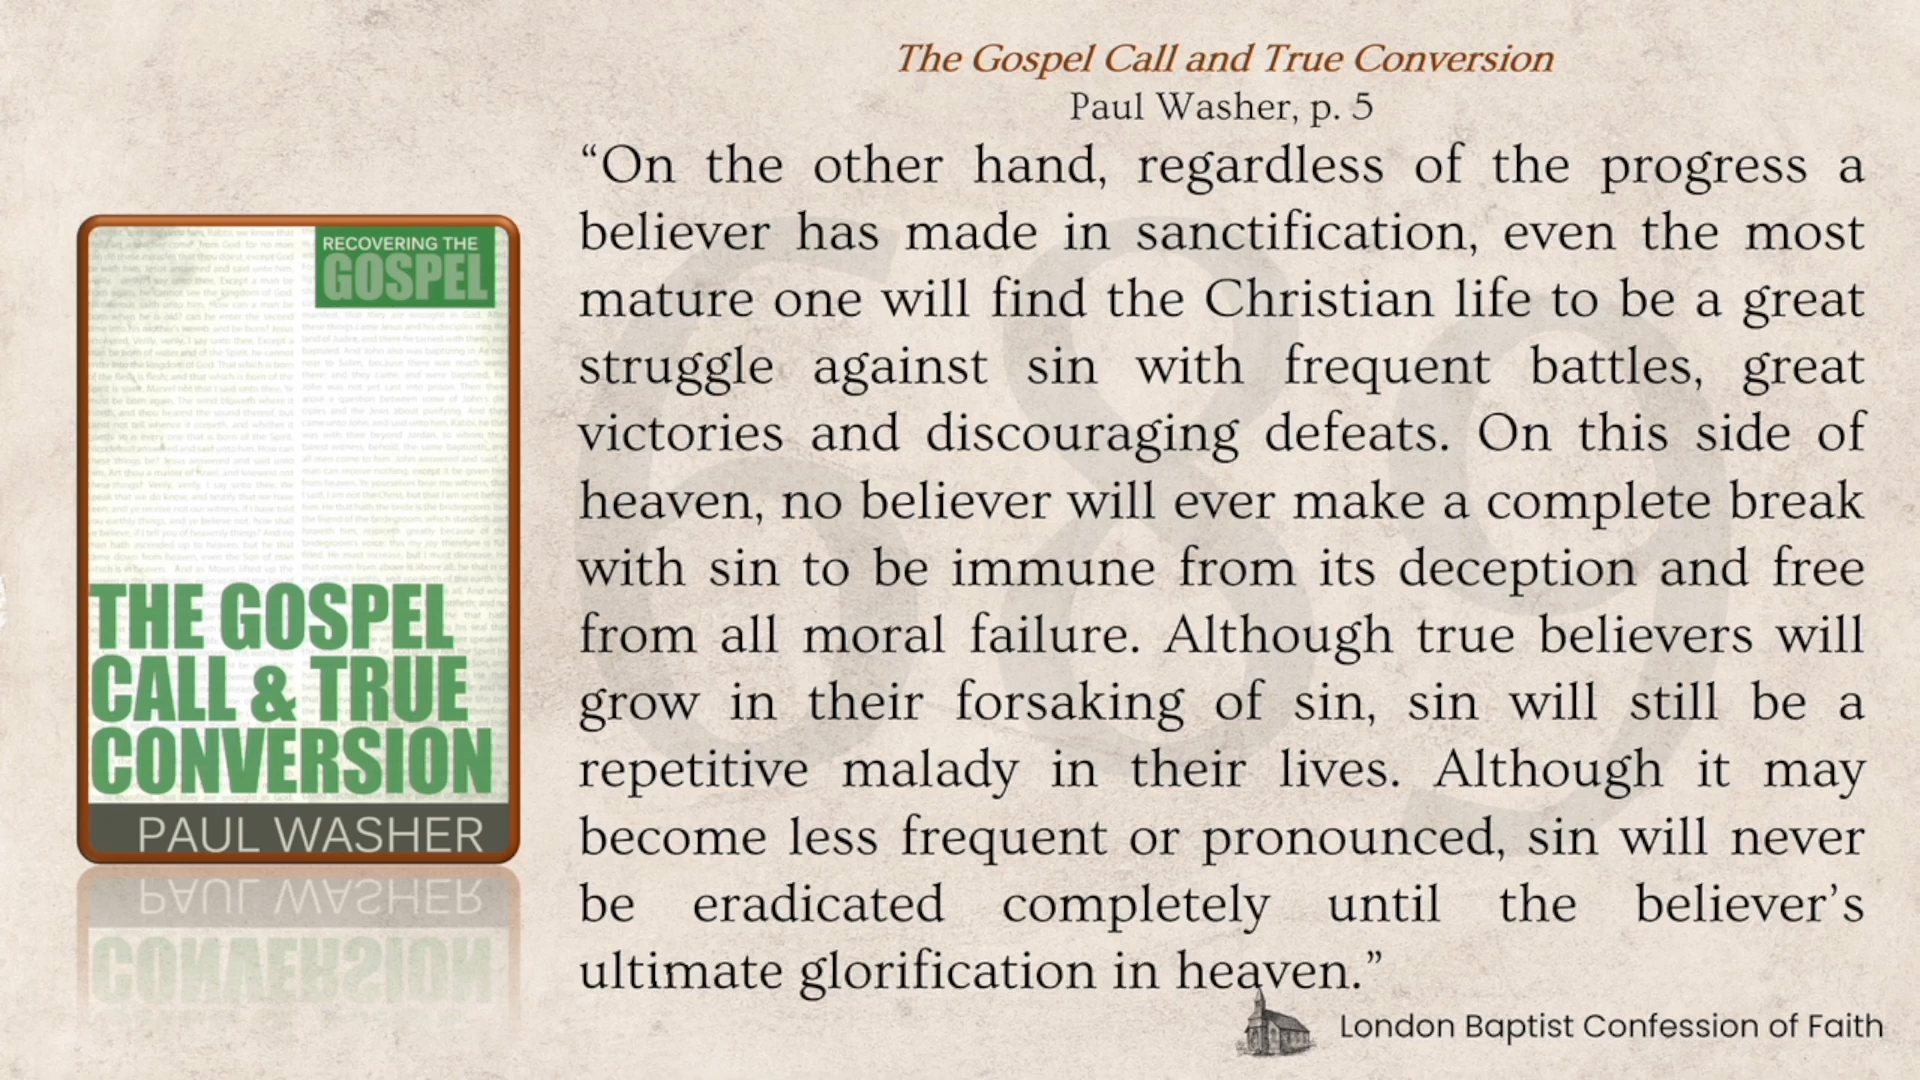 The Gospel Call and True Conversion
Paul Washer, p. 5
“On the other hand, regardless of the progress a
believer has made in sanctification, even the most
mature one will find the Christian life to be a great
struggle against sin with frequent battles, great
victories and discouraging defeats. On this side of
heaven, no believer will ever make a complete break
with sin to be immune from its deception and free
from all moral failure. Although true believers will
grow in their forsaking of sin, sin will still be a
repetitive malady in their lives. Although it may
become less frequent or pronounced, sin will never
be eradicated completely until the believer’s
ultimate glorification in heaven.”
689
RECOVERING THE
GOSPEL
THE GOSPEL
CALL & TRUE
CONVERSION
PAUL WASHER
London Baptist Confession of Faith